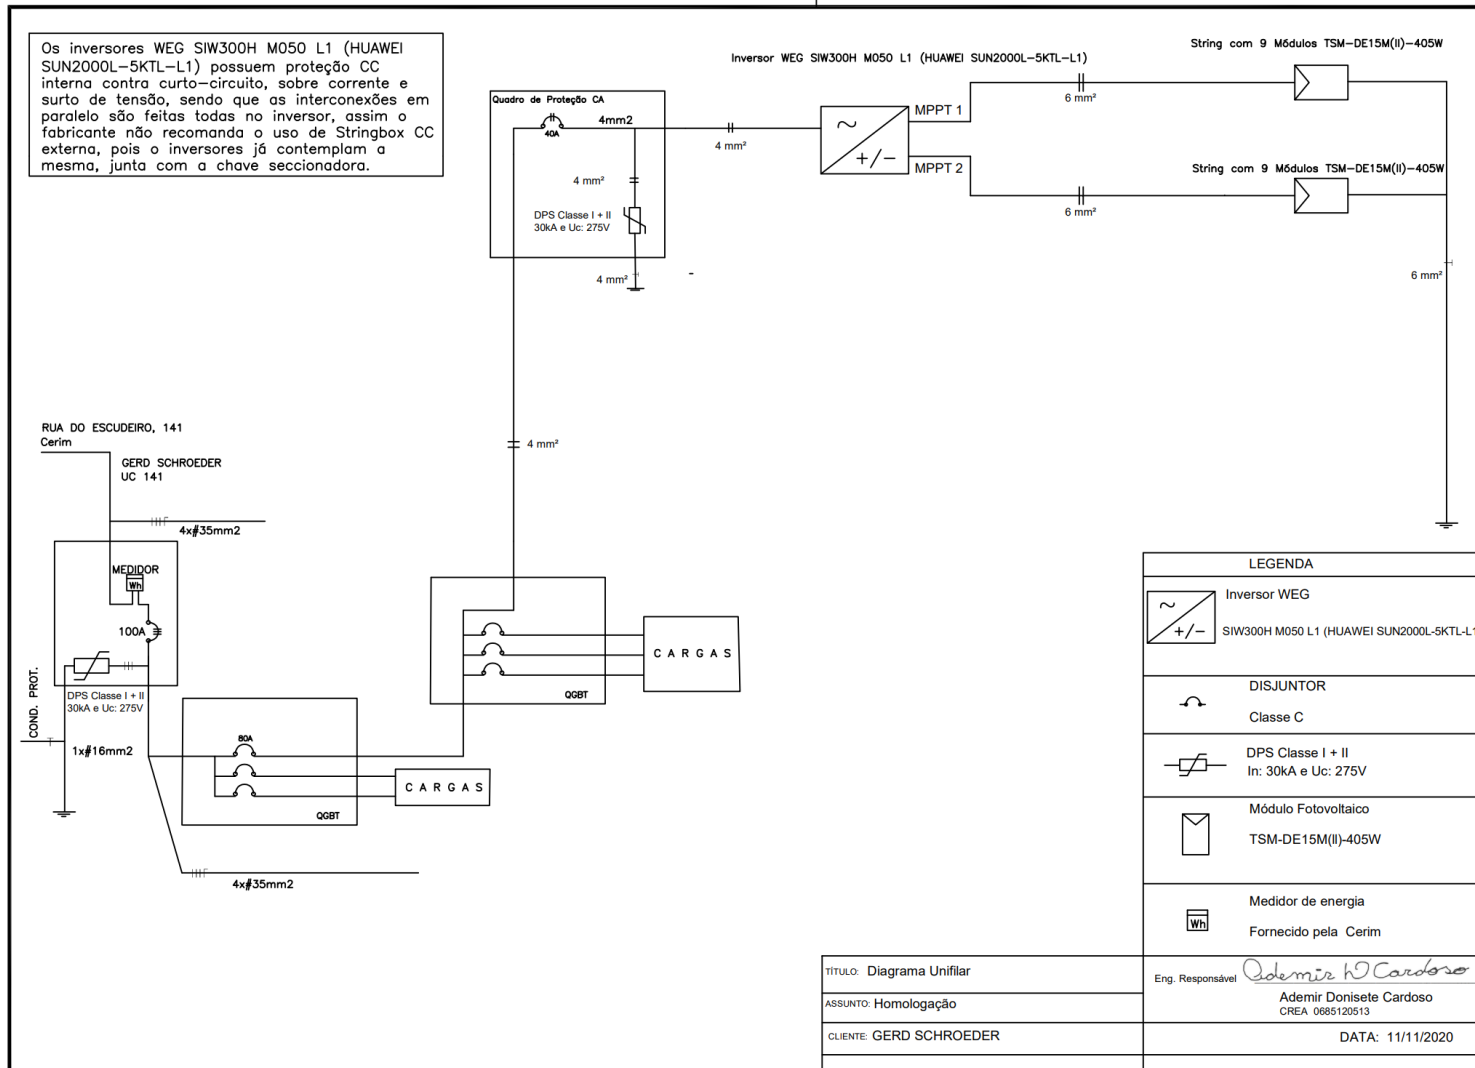 Os inversores WEG SIW300H M050 L1 (HUAWEI
SUN2000L-5KTL-L1) possuem proteção CC
interna contra curto-circuito, sobre corrente e
surto de tensão, sendo que as interconexões em
paralelo são feitas todas no inversor, assim o
fabricante não recomanda o uso de Stringbox CC
externa, pois o inversores já contemplam a
mesma, junta com a chave seccionadora.
Inversor WEG SIW300H M050 L1 (HUAWEI SUN2000L-5KTL-L1)
String com 9 Módulos TSM-DE15M(II)-405W
Quadro de Proteção CA
40A
4mm2
4 mm²
MPPT 1
6 mm²
MPPT 2
String com 9 Módulos TSM-DE15M(II)-405W
6 mm²
4 mm²
DPS Classe I + II
30kA e Uc: 275V
4 mm²
6 mm²
4 mm²
RUA DO ESCUDEIRO, 141
Cerim
GERD SCHROEDER
UC 141
4x#35mm2
MEDIDOR
Wh
100A
DPS Classe I + II
30kA e Uc: 275V
COND. PROT.
1x#16mm2
CARGAS
QGBT
80A
CARGAS
QGBT
4x#35mm2
LEGENDA
Inversor WEG
SIW300H M050 L1 (HUAWEI SUN2000L-5KTL-L1
DISJUNTOR
Classe C
DPS Classe I + II
In: 30kA e Uc: 275V
Módulo Fotovoltaico
TSM-DE15M(II)-405W
Medidor de energia
Wh
Fornecido pela Cerim
TÍTULO: Diagrama Unifilar
ASSUNTO: Homologação
CLIENTE: GERD SCHROEDER
Eng. Responsável
Ademir D Cardoso
Ademir Donisete Cardoso
CREA 0685120513
DATA: 11/11/2020